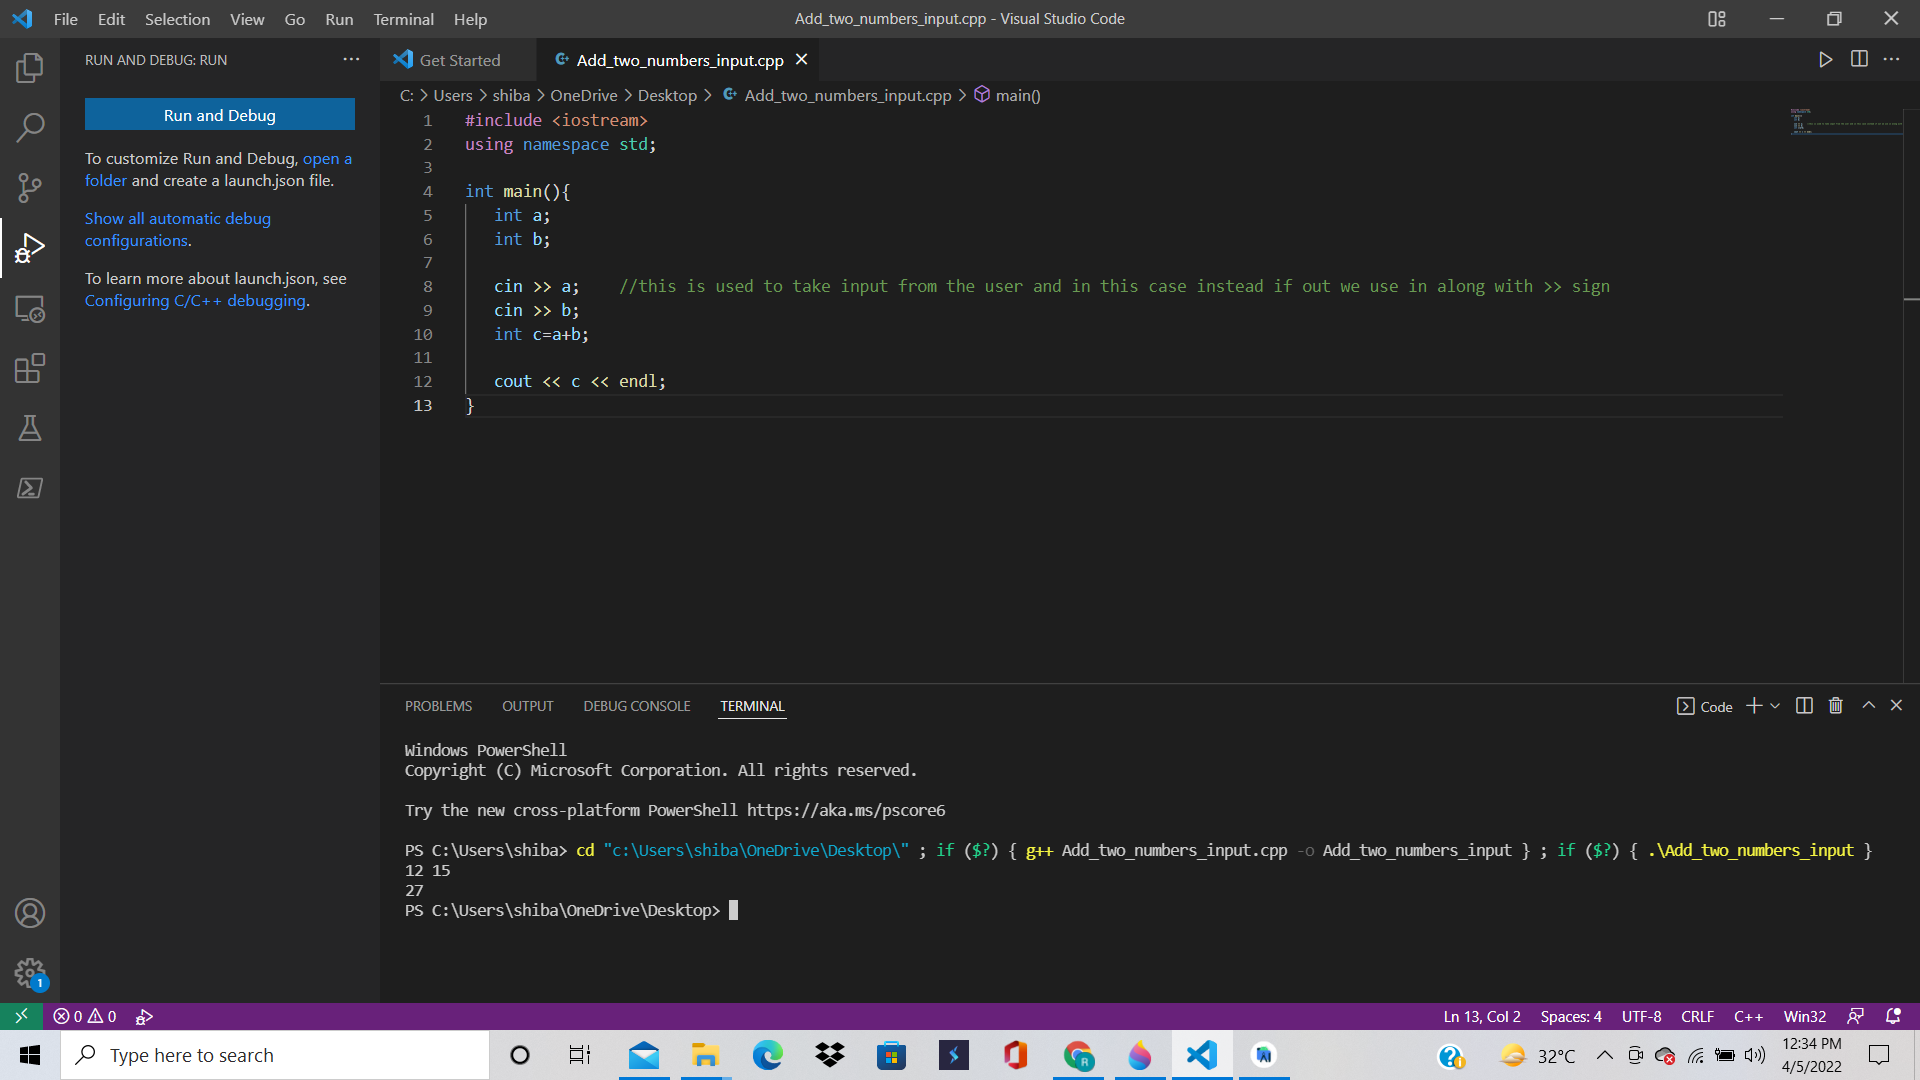 File Edit Selection View Go Run Terminal Help
Add_two_numbers_input.cpp - Visual Studio Code
RUN AND DEBUG: RUN
Run and Debug
To customize Run and Debug, open a
folder and create a launch.json file.
Show all automatic debug
configurations.
To learn more about launch.json, see
Configuring C/C++ debugging.
Get Started
Add_two_numbers_input.cpp
C: > Users > shiba > OneDrive > Desktop > Add_two_numbers_input.cpp > main()
1 #include <iostream>
2 using namespace std;
3
4 int main(){
5 int a;
6 int b;
7
8 cin >> a; //this is used to take input from the user and in this case instead if out we use in along with >> sign
9 cin >> b;
10 int c=a+b;
11
12 cout << c << endl;
13 }
PROBLEMS OUTPUT DEBUG CONSOLE TERMINAL
Code
Windows PowerShell
Copyright (C) Microsoft Corporation. All rights reserved.
Try the new cross-platform PowerShell https://aka.ms/pscore6
PS C:\Users\shiba> cd "c:\Users\shiba\OneDrive\Desktop\" ; if ($?) { g++ Add_two_numbers_input.cpp -o Add_two_numbers_input } ; if ($?) { .\Add_two_numbers_input }
12 15
27
PS C:\Users\shiba\OneDrive\Desktop>
1
0 0
Ln 13, Col 2 Spaces: 4 UTF-8 CRLF C++ Win32
Type here to search
32°C
12:34 PM
4/5/2022